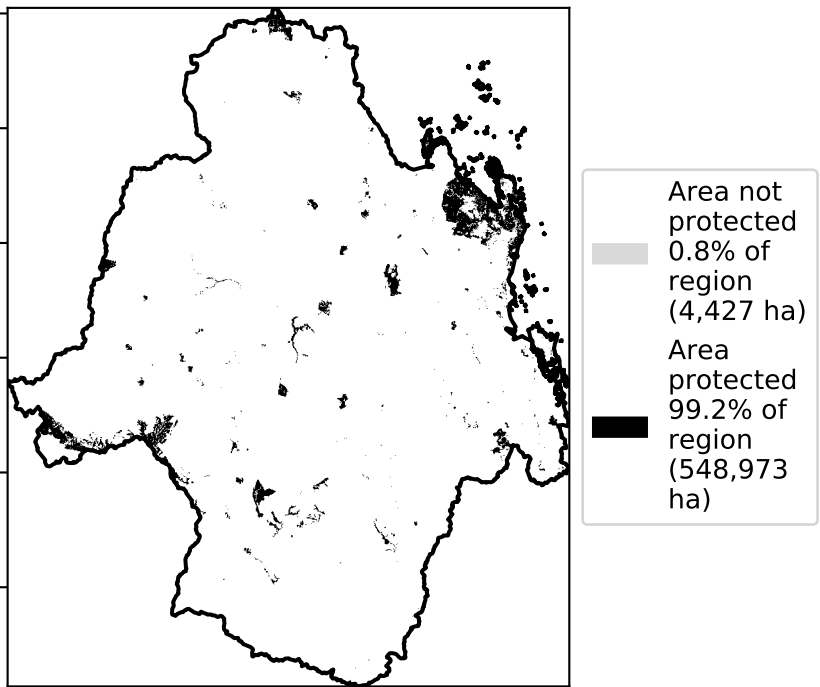 Area not
protected
0.8% of
region
(4,427 ha)
Area
protected
99.2% of
region
(548,973
ha)